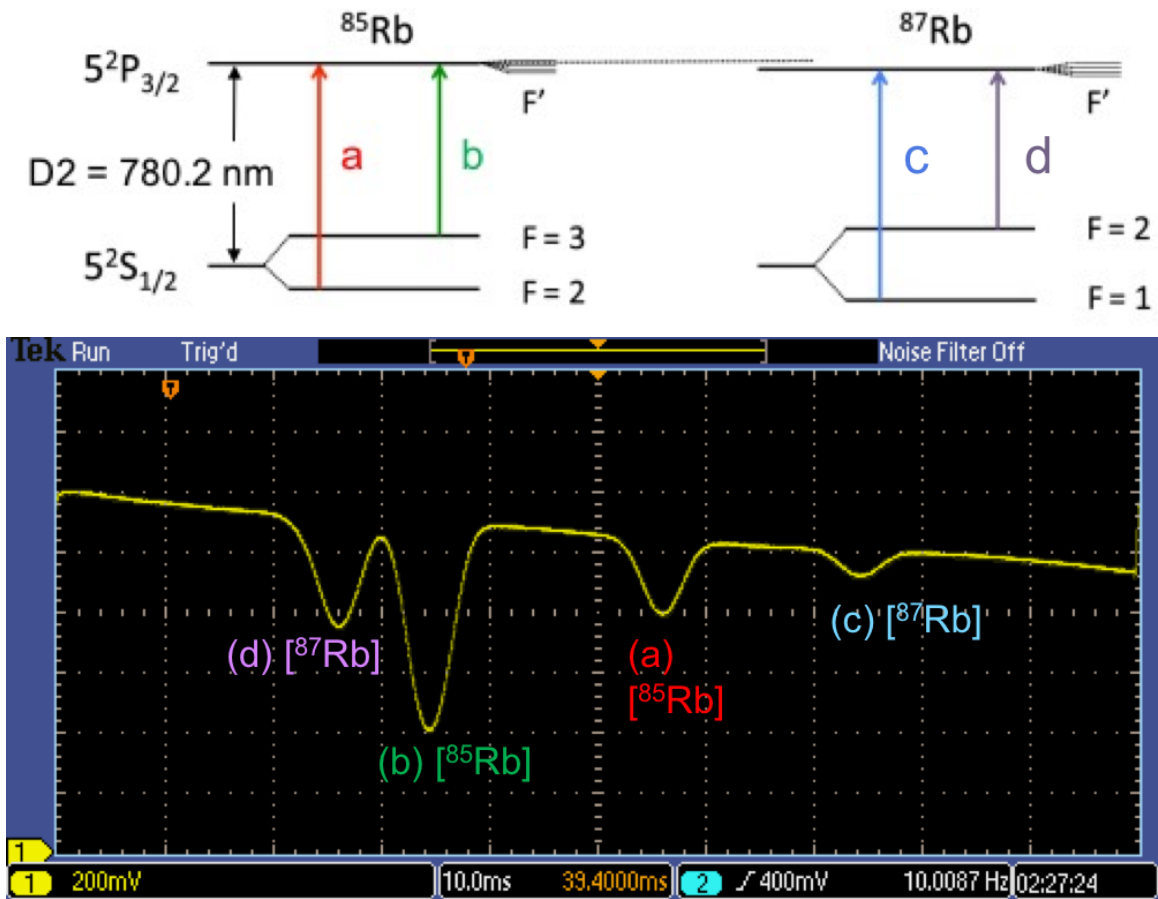 ⁸⁵Rb ⁸⁷Rb
5²P₃/₂
F' F'
a b c d
D2 = 780.2 nm
F = 3 F = 2
5²S₁/₂
F = 2 F = 1
Tek Run Trig'd Noise Filter Off
T
T
(d) [⁸⁷Rb]
(b) [⁸⁵Rb]
(a)
[⁸⁵Rb]
(c) [⁸⁷Rb]
1
1 200mV 10.0ms 39.4000ms 2 400mV 10.0087 Hz 02:27:24